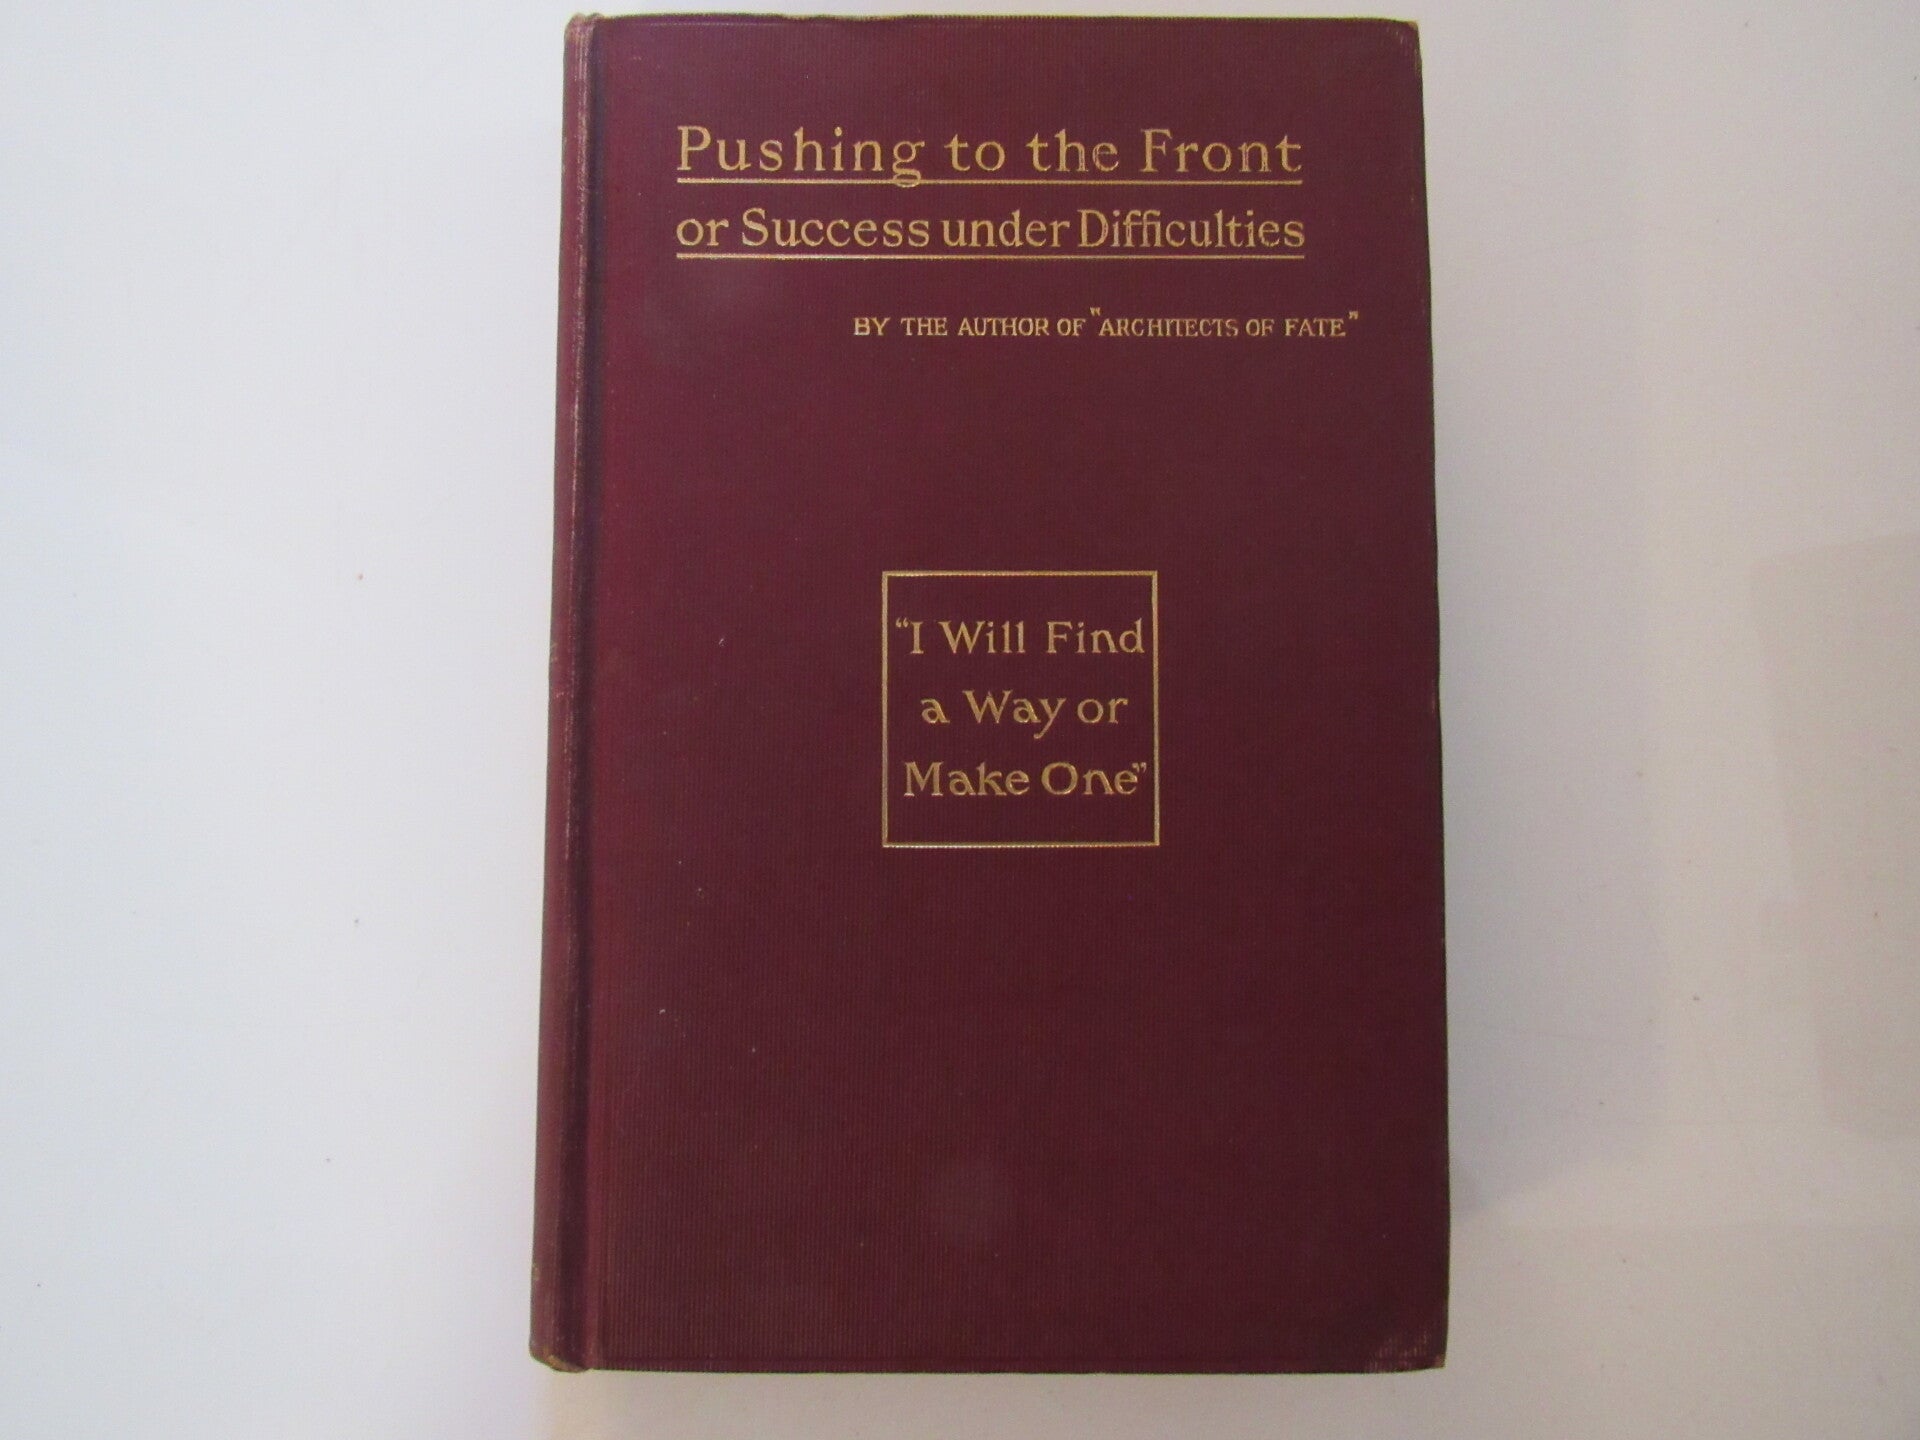 Pushing to the Front
or Success under Difficulties
BY THE AUTHOR OF "ARCHITECTS OF FATE"
"I Will Find
a Way or
Make One"